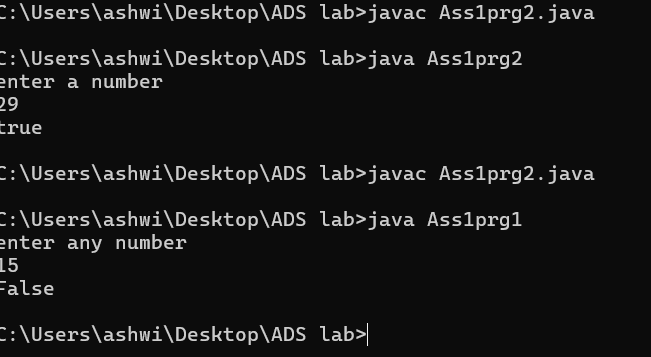 C:\Users\ashwi\Desktop\ADS lab>javac Ass1prg2.java
C:\Users\ashwi\Desktop\ADS lab>java Ass1prg2
enter a number
29
true
C:\Users\ashwi\Desktop\ADS lab>javac Ass1prg2.java
C:\Users\ashwi\Desktop\ADS lab>java Ass1prg1
enter any number
15
False
C:\Users\ashwi\Desktop\ADS lab>